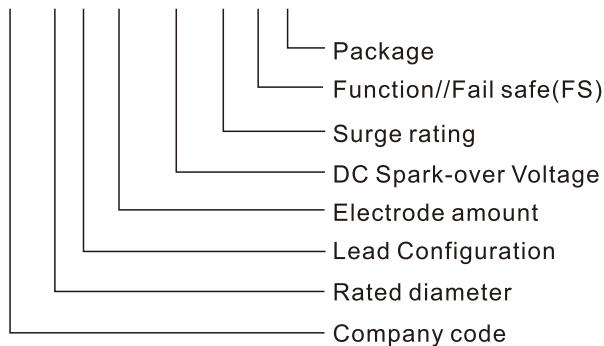 Package
Function//Fail safe(FS)
Surge rating
DC Spark-over Voltage
Electrode amount
Lead Configuration
Rated diameter
Company code